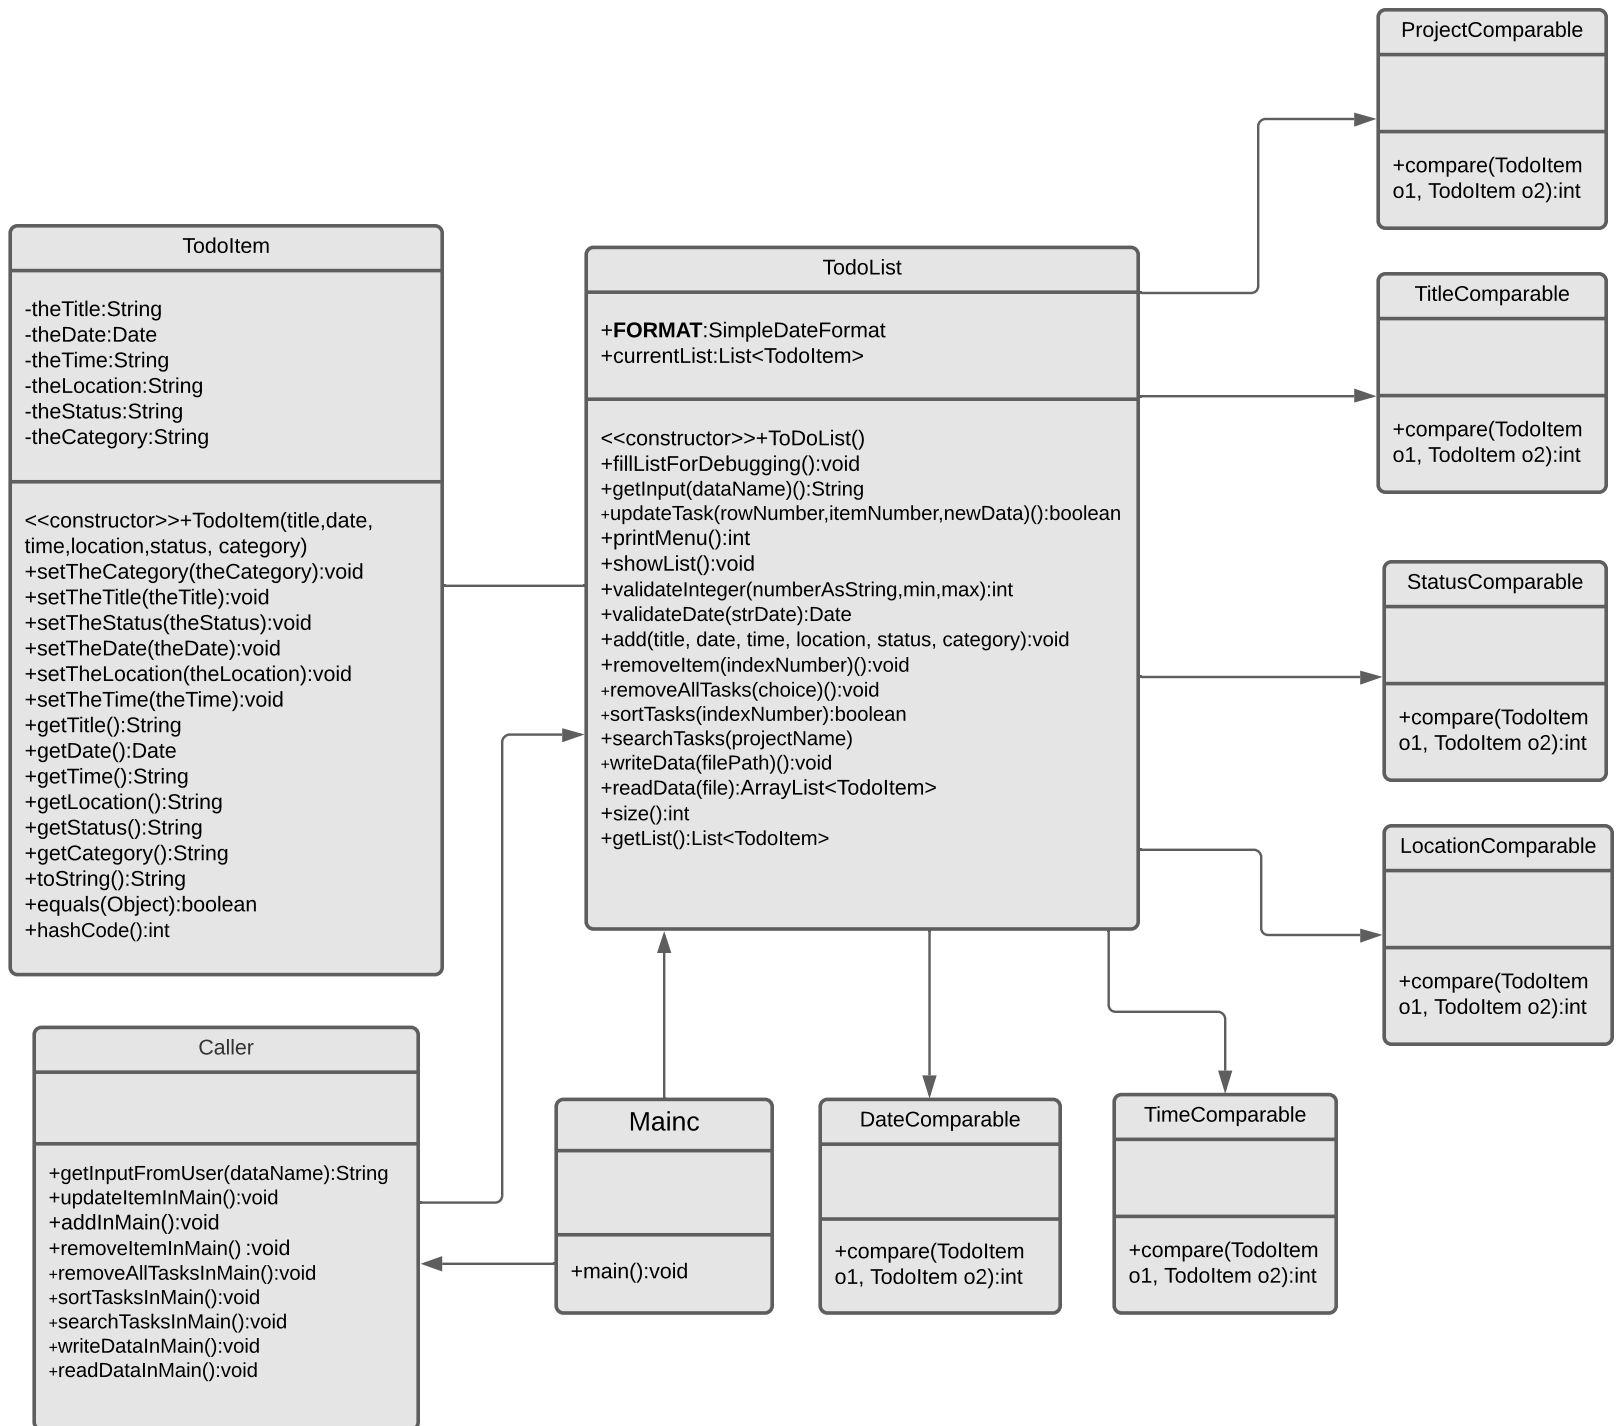 TodoItem
-theTitle:String
-theDate:Date
-theTime:String
-theLocation:String
-theStatus:String
-theCategory:String
<<constructor>>+TodoItem(title,date,
time,location,status, category)
+setTheCategory(theCategory):void
+setTheTitle(theTitle):void
+setTheStatus(theStatus):void
+setTheDate(theDate):void
+setTheLocation(theLocation):void
+setTheTime(theTime):void
+getTitle():String
+getDate():Date
+getTime():String
+getLocation():String
+getStatus():String
+getCategory():String
+toString():String
+equals(Object):boolean
+hashCode():int
TodoList
+FORMAT:SimpleDateFormat
+currentList:List<TodoItem>
<<constructor>>+ToDoList()
+fillListForDebugging():void
+getInput(dataName)():String
+updateTask(rowNumber,itemNumber,newData)():boolean
+printMenu():int
+showList():void
+validateInteger(numberAsString,min,max):int
+validateDate(strDate):Date
+add(title, date, time, location, status, category):void
+removeItem(indexNumber)():void
+removeAllTasks(choice)():void
+sortTasks(indexNumber):boolean
+searchTasks(projectName)
+writeData(filePath)():void
+readData(file):ArrayList<TodoItem>
+size():int
+getList():List<TodoItem>
ProjectComparable
+compare(TodoItem
o1, TodoItem o2):int
TitleComparable
+compare(TodoItem
o1, TodoItem o2):int
StatusComparable
+compare(TodoItem
o1, TodoItem o2):int
LocationComparable
+compare(TodoItem
o1, TodoItem o2):int
Caller
+getInputFromUser(dataName):String
+updateItemInMain():void
+addInMain():void
+removeItemInMain() :void
+removeAllTasksInMain():void
+sortTasksInMain():void
+searchTasksInMain():void
+writeDataInMain():void
+readDataInMain():void
Mainc
+main():void
DateComparable
+compare(TodoItem
o1, TodoItem o2):int
TimeComparable
+compare(TodoItem
o1, TodoItem o2):int